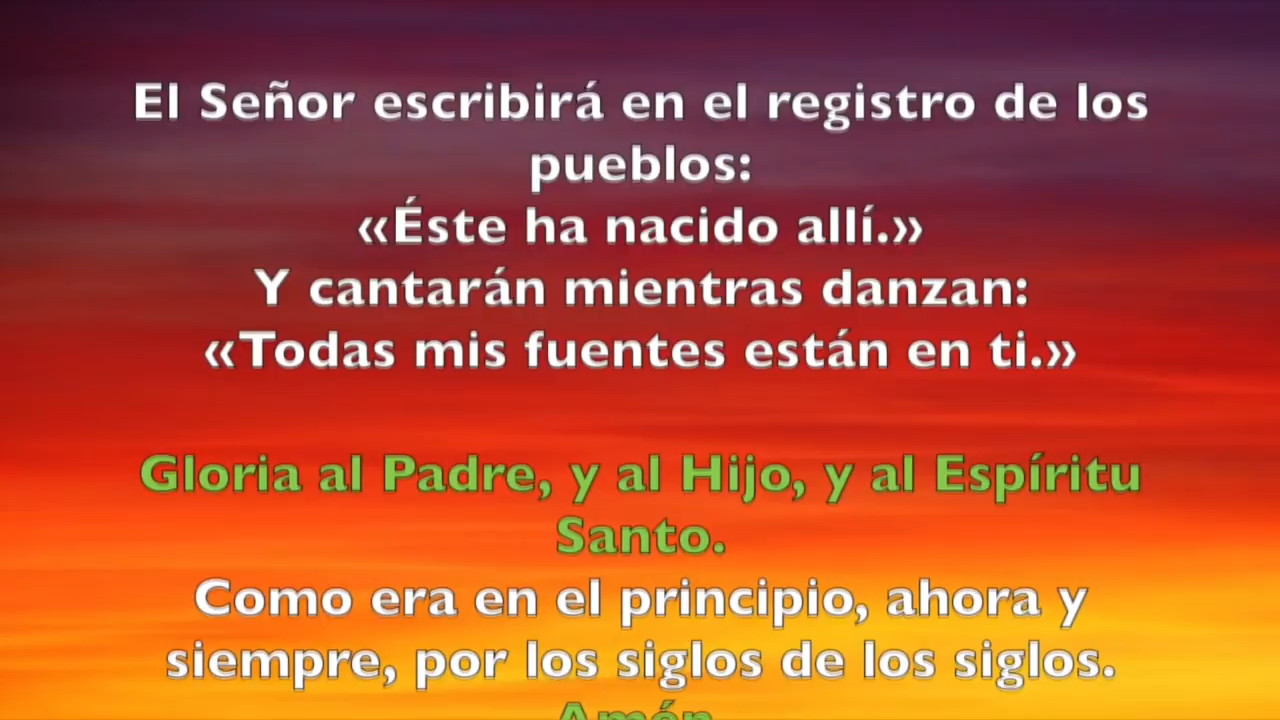 El Señor escribirá en el registro de los
pueblos:
«Éste ha nacido allí.»
Y cantarán mientras danzan:
«Todas mis fuentes están en ti.»
Gloria al Padre, y al Hijo, y al Espíritu
Santo.
Como era en el principio, ahora y
siempre, por los siglos de los siglos.
Amén.